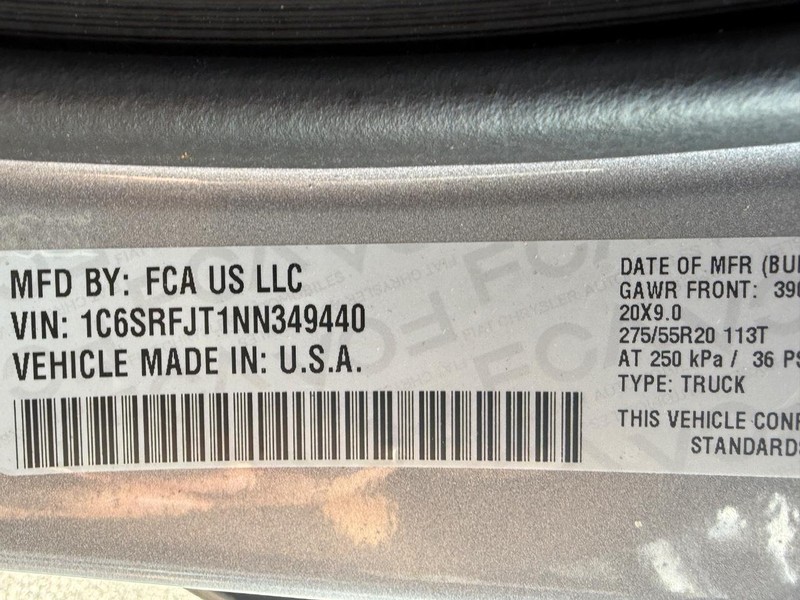 MFD BY: FCA US LLC
VIN: 1C6SRFJT1NN349440
VEHICLE MADE IN: U.S.A.
DATE OF MFR
GAWR FRONT:
20X9.0
275/55R20 113T
AT 250 kPa / 36
TYPE: TRUCK
THIS VEHICLE